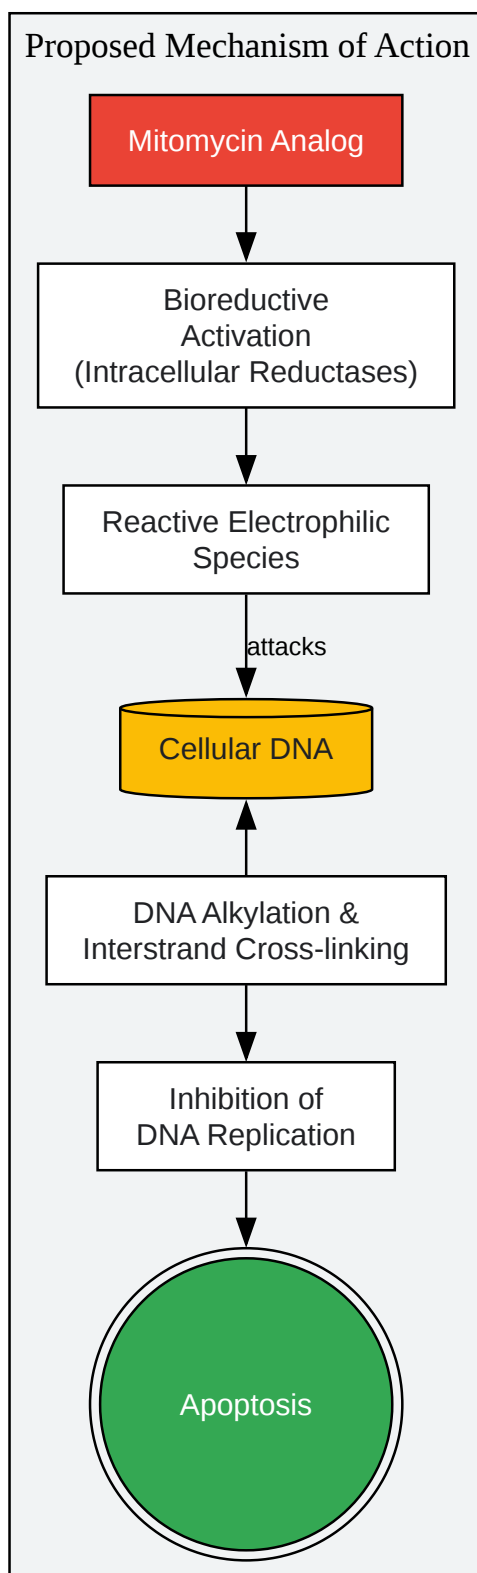 Proposed Mechanism of Action
Mitomycin Analog
Bioreductive
Activation
(Intracellular Reductases)
Reactive Electrophilic
Species
attacks
Cellular DNA
DNA Alkylation &
Interstrand Cross-linking
Inhibition of
DNA Replication
Apoptosis